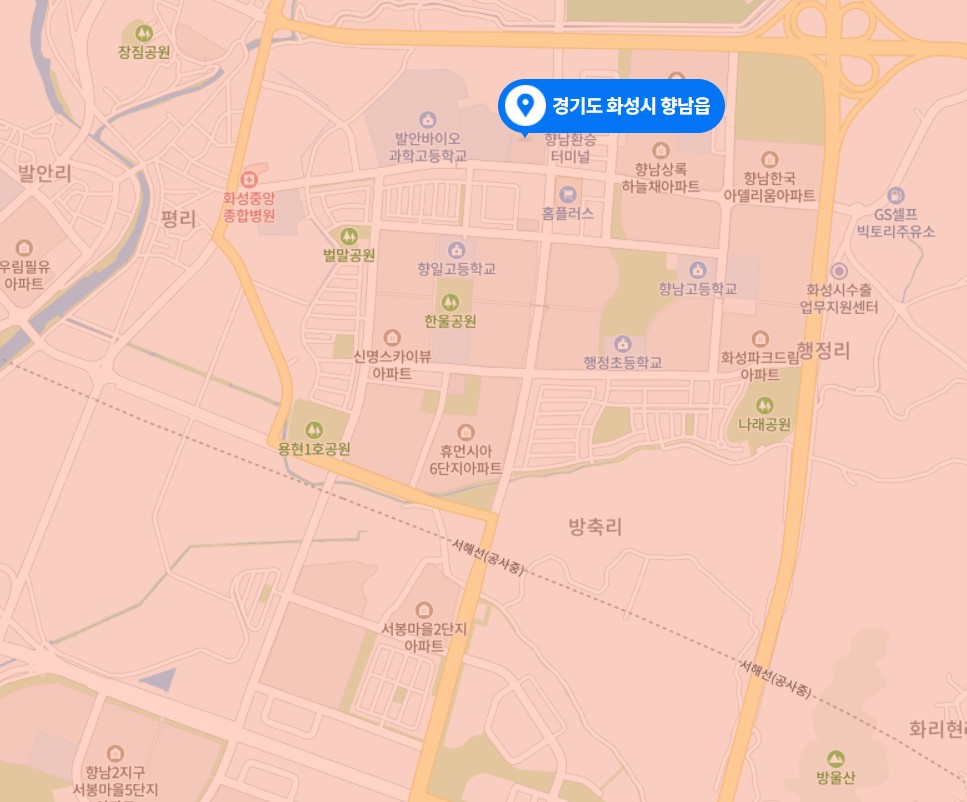 장짐공원
경기도 화성시 향남읍
발안바이오
과학고등학교
향남환승
터미널
향남상록
하늘채아파트
향남한국
아델리움아파트
발안리
화성중앙
종합병원
평리
홈플러스
GS셀프
빅토리주유소
벌말공원
우림필유
아파트
향일고등학교
향남고등학교
화성시수출
업무지원센터
한울공원
신명스카이뷰
아파트
행정초등학교
화성파크드림
아파트
행정리
나래공원
용현1호공원
휴먼시아
6단지아파트
방축리
서해선(공사중)
서봉마을2단지
아파트
서해선(공사중)
화리현리
방울산
향남2지구
서봉마을5단지